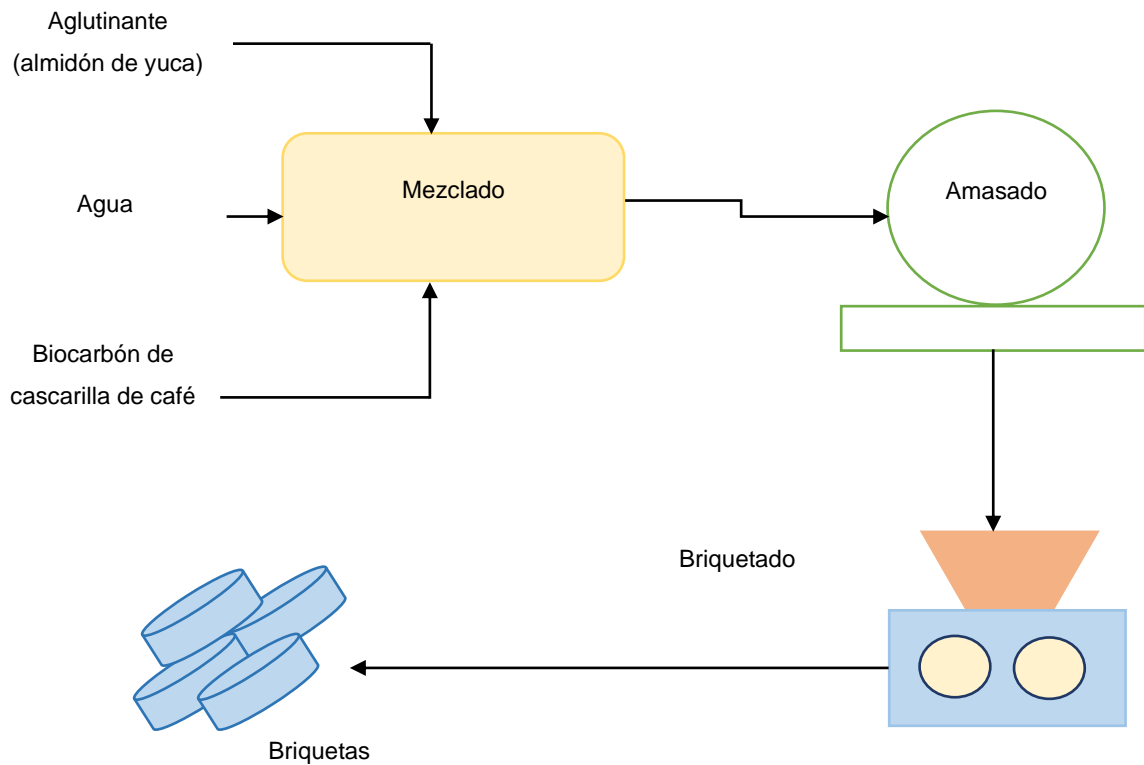 Aglutinante
(almidón de yuca)
Mezclado
Amasado
Agua
Biocarbón de
cascarilla de café
Briquetado
Briquetas